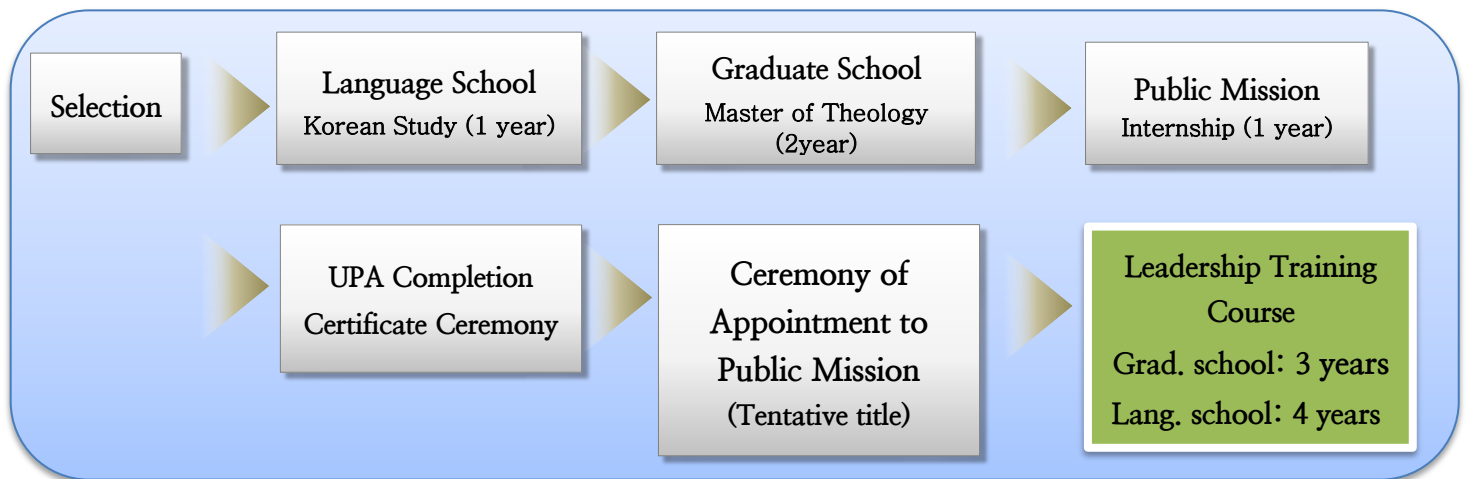 Selection
Language School
Korean Study (1 year)
Graduate School
Master of Theology
(2year)
Public Mission
Internship (1 year)
UPA Completion
Certificate Ceremony
Ceremony of
Appointment to
Public Mission
(Tentative title)
Leadership Training
Course
Grad. school: 3 years
Lang. school: 4 years